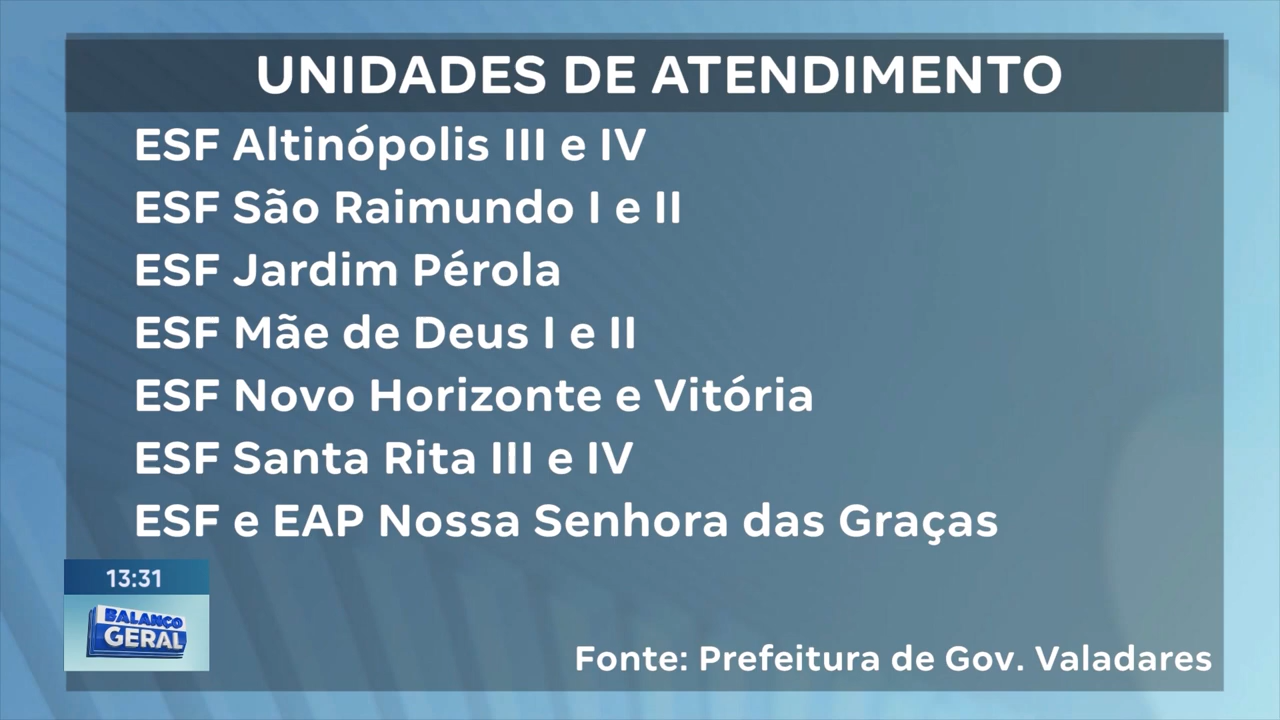 UNIDADES DE ATENDIMENTO
ESF Altinópolis III e IV
ESF São Raimundo I e II
ESF Jardim Pérola
ESF Mãe de Deus I e II
ESF Novo Horizonte e Vitória
ESF Santa Rita III e IV
ESF e EAP Nossa Senhora das Graças
13:31
BALANÇO
GERAL
Fonte: Prefeitura de Gov. Valadares